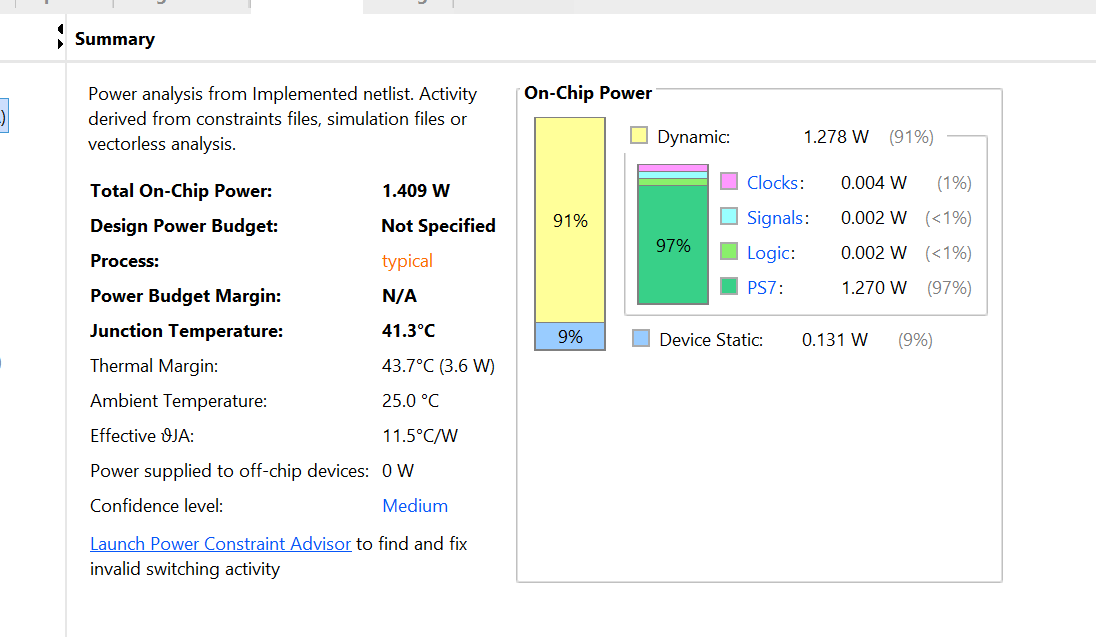 Summary
Power analysis from Implemented netlist. Activity
derived from constraints files, simulation files or
vectorless analysis.
Total On-Chip Power: 1.409 W
Design Power Budget: Not Specified
Process: typical
Power Budget Margin: N/A
Junction Temperature: 41.3°C
Thermal Margin: 43.7°C (3.6 W)
Ambient Temperature: 25.0 °C
Effective ϑJA: 11.5°C/W
Power supplied to off-chip devices: 0 W
Confidence level: Medium
Launch Power Constraint Advisor to find and fix
invalid switching activity
On-Chip Power
Dynamic: 1.278 W (91%)
91%
97%
Clocks: 0.004 W (1%)
Signals: 0.002 W (<1%)
Logic: 0.002 W (<1%)
PS7: 1.270 W (97%)
9%
Device Static: 0.131 W (9%)